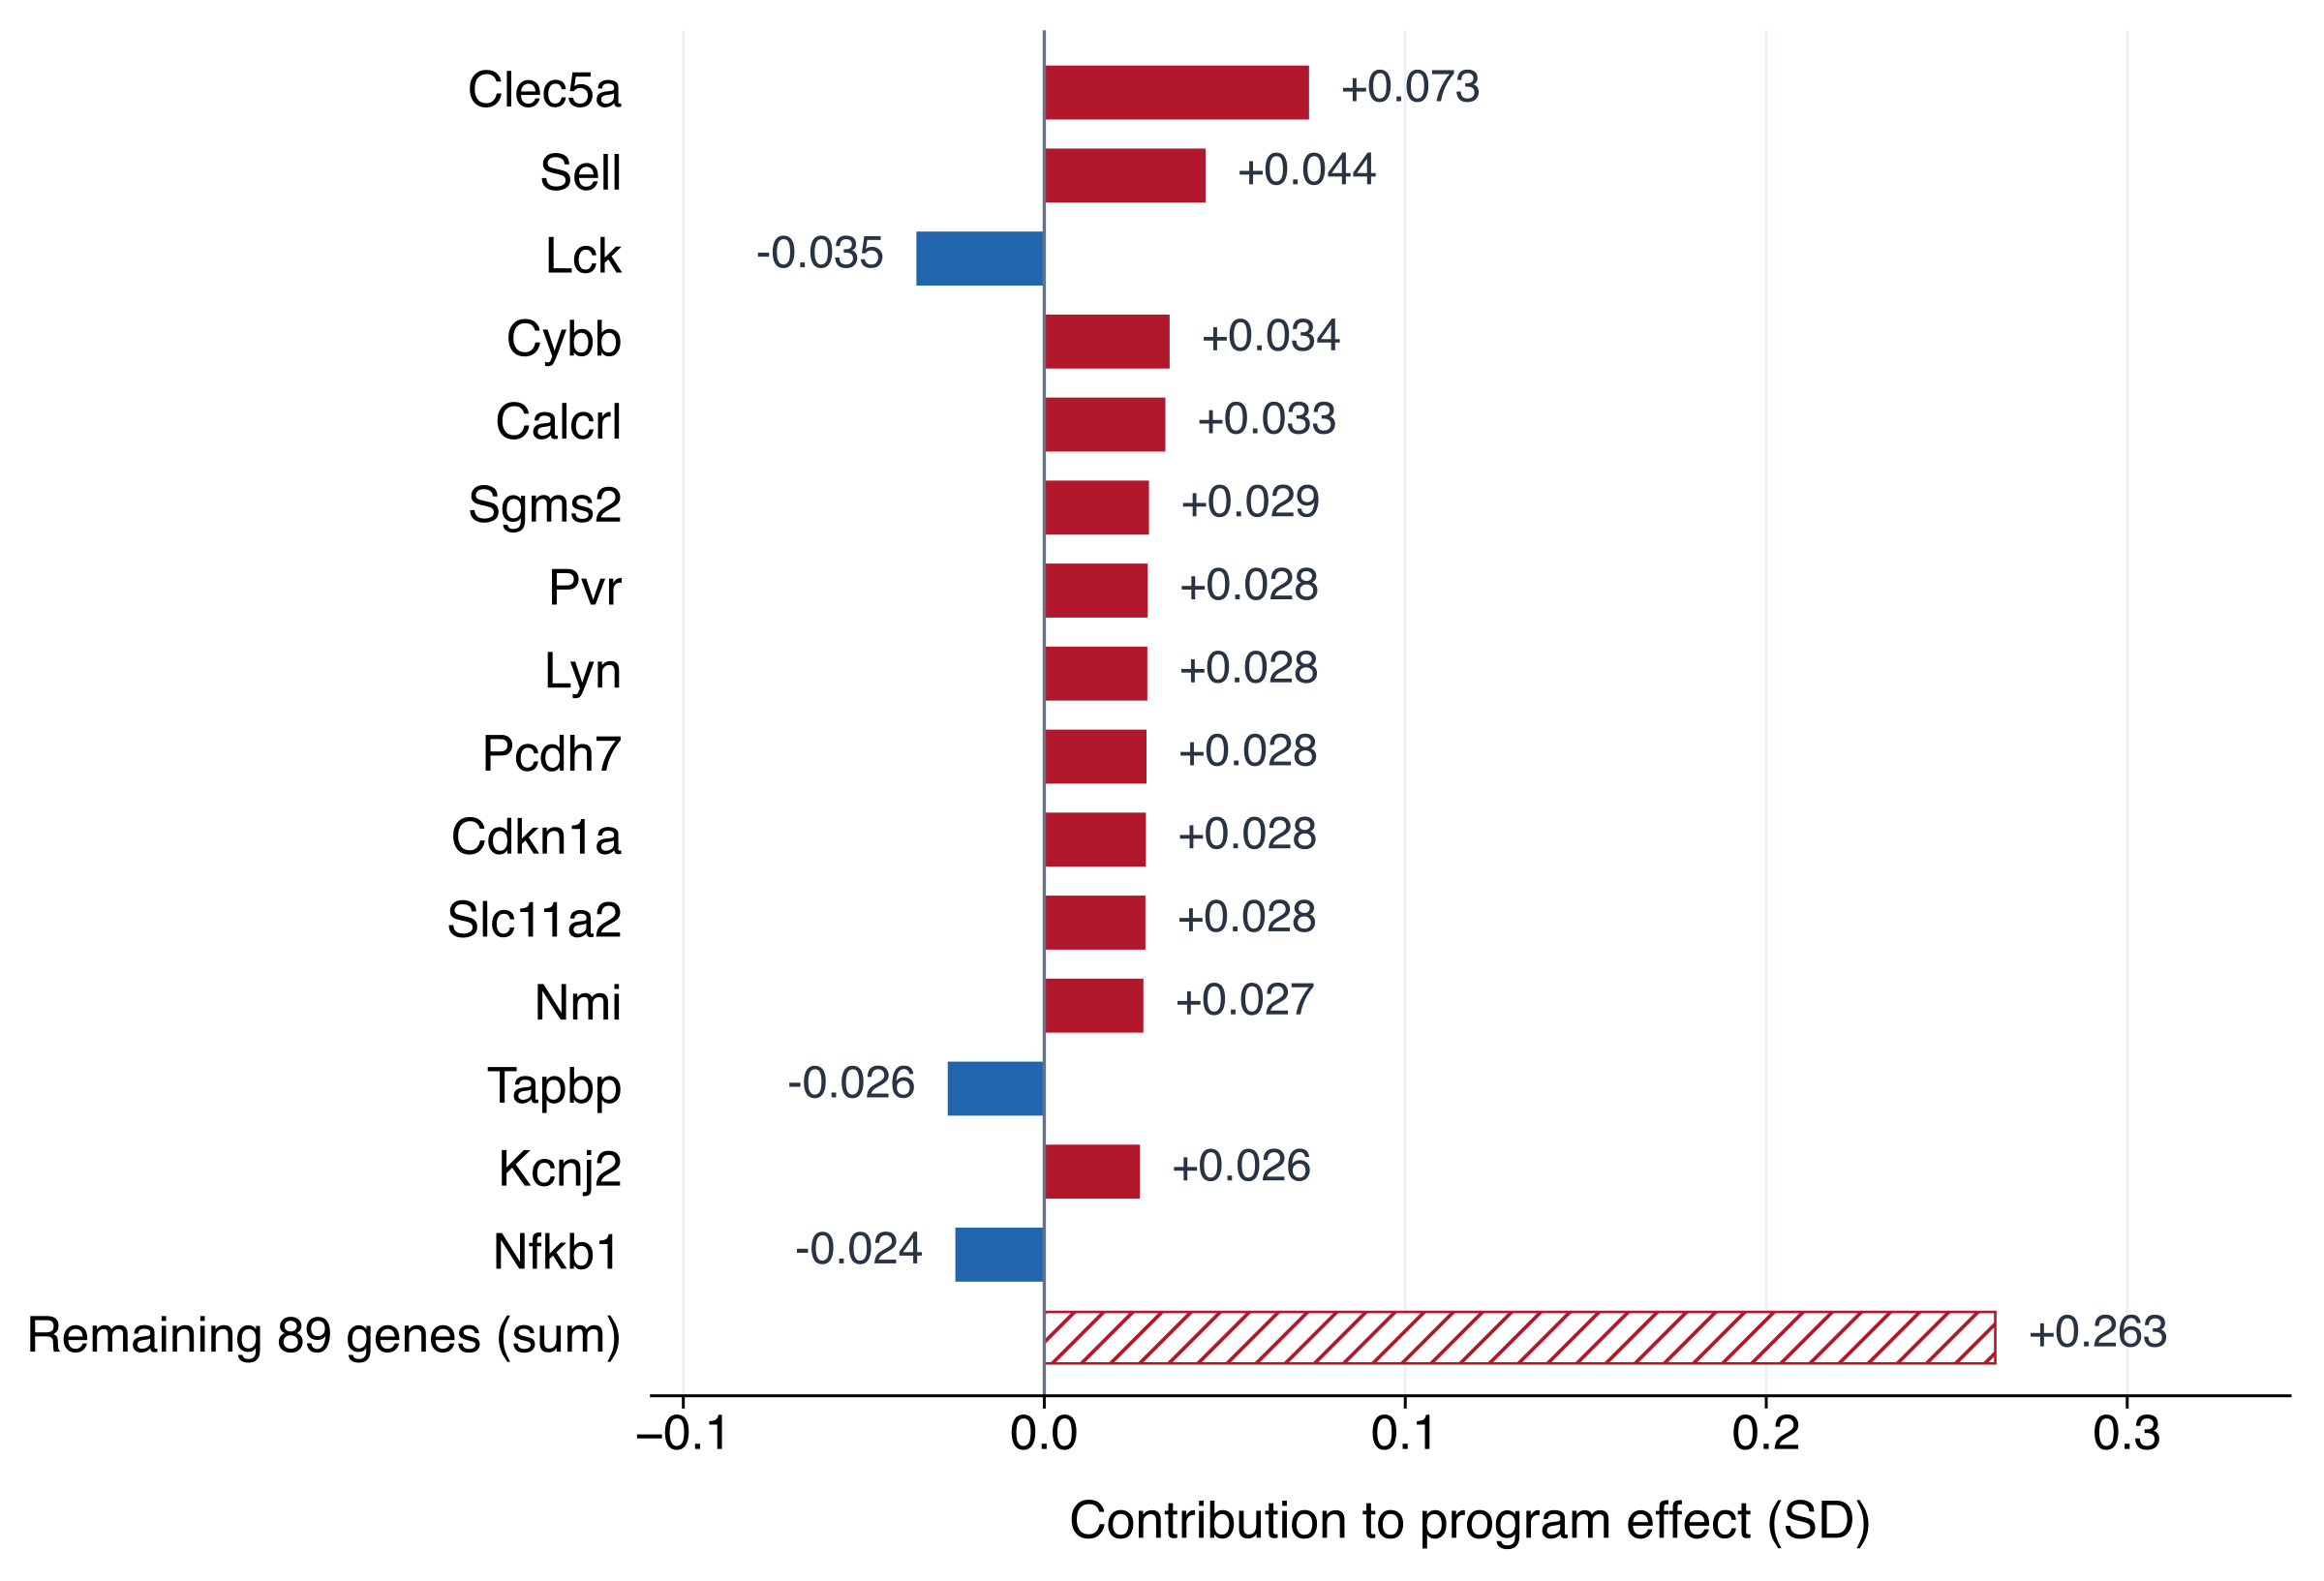 Clec5a +0.073
Sell +0.044
Lck -0.035
Cybb +0.034
Calcrl +0.033
Sgms2 +0.029
Pvr +0.028
Lyn +0.028
Pcdh7 +0.028
Cdkn1a +0.028
Slc11a2 +0.028
Nmi +0.027
Tapbp -0.026
Kcnj2 +0.026
Nfkb1 -0.024
Remaining 89 genes (sum) +0.263
−0.1 0.0 0.1 0.2 0.3
Contribution to program effect (SD)